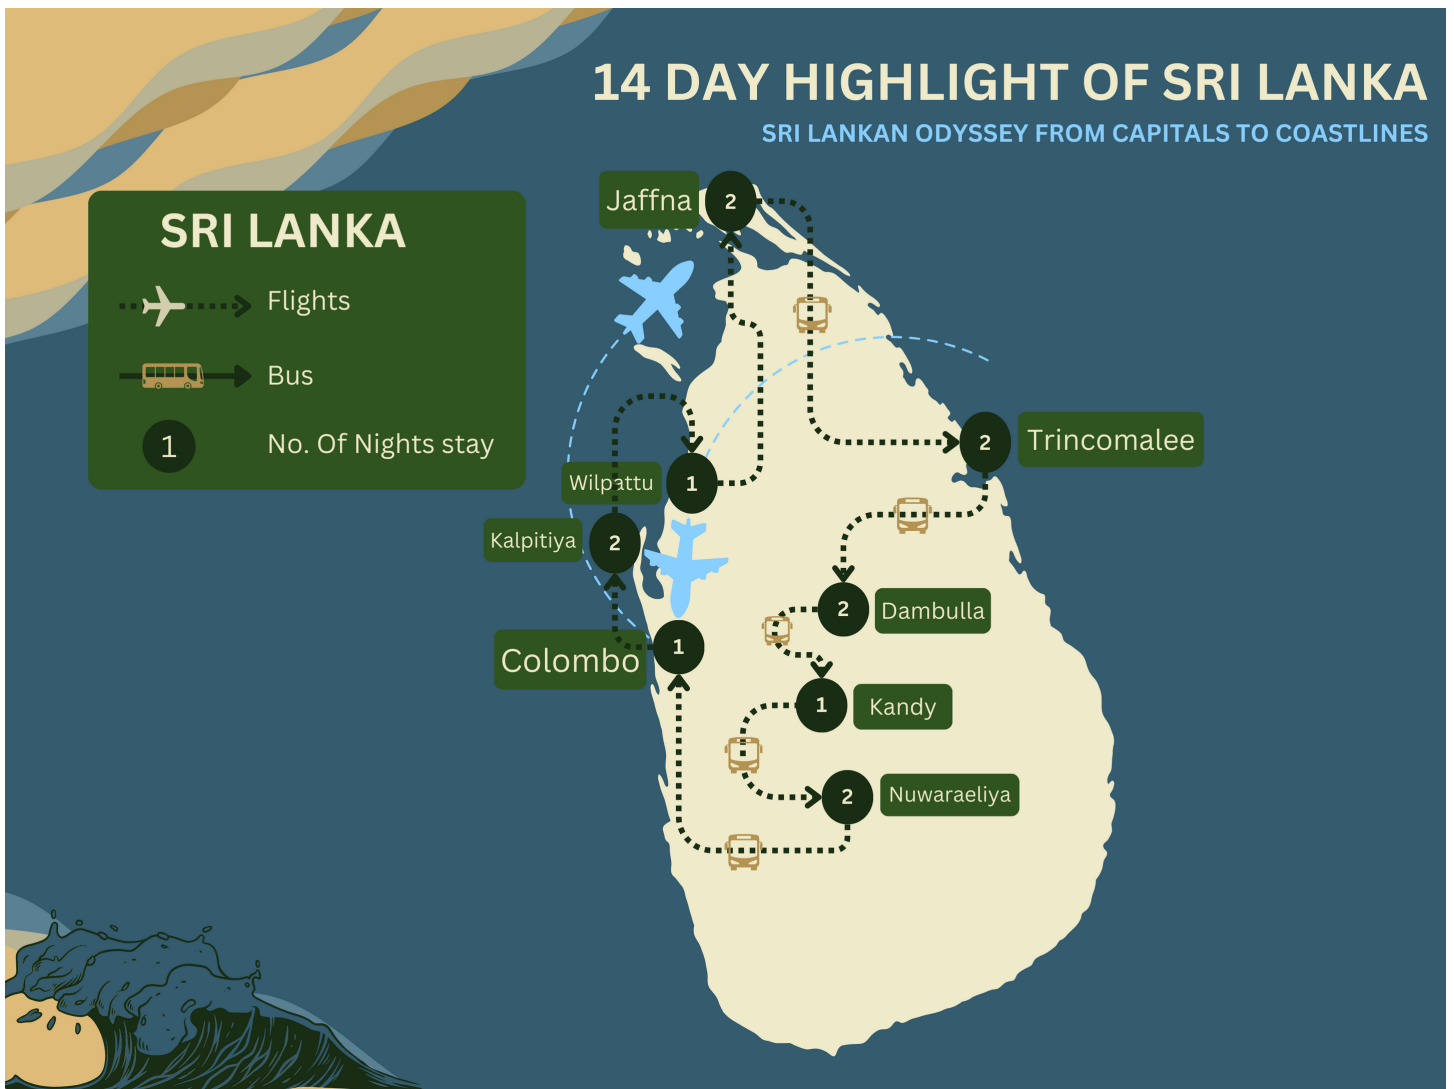 14 DAY HIGHLIGHT OF SRI LANKA
SRI LANKAN ODYSSEY FROM CAPITALS TO COASTLINES
SRI LANKA
Flights
Bus
1 No. Of Nights stay
Jaffna 2
2 Trincomalee
Wilpattu 1
Kalpitiya 2
2 Dambulla
Colombo 1
1 Kandy
2 Nuwaraeliya